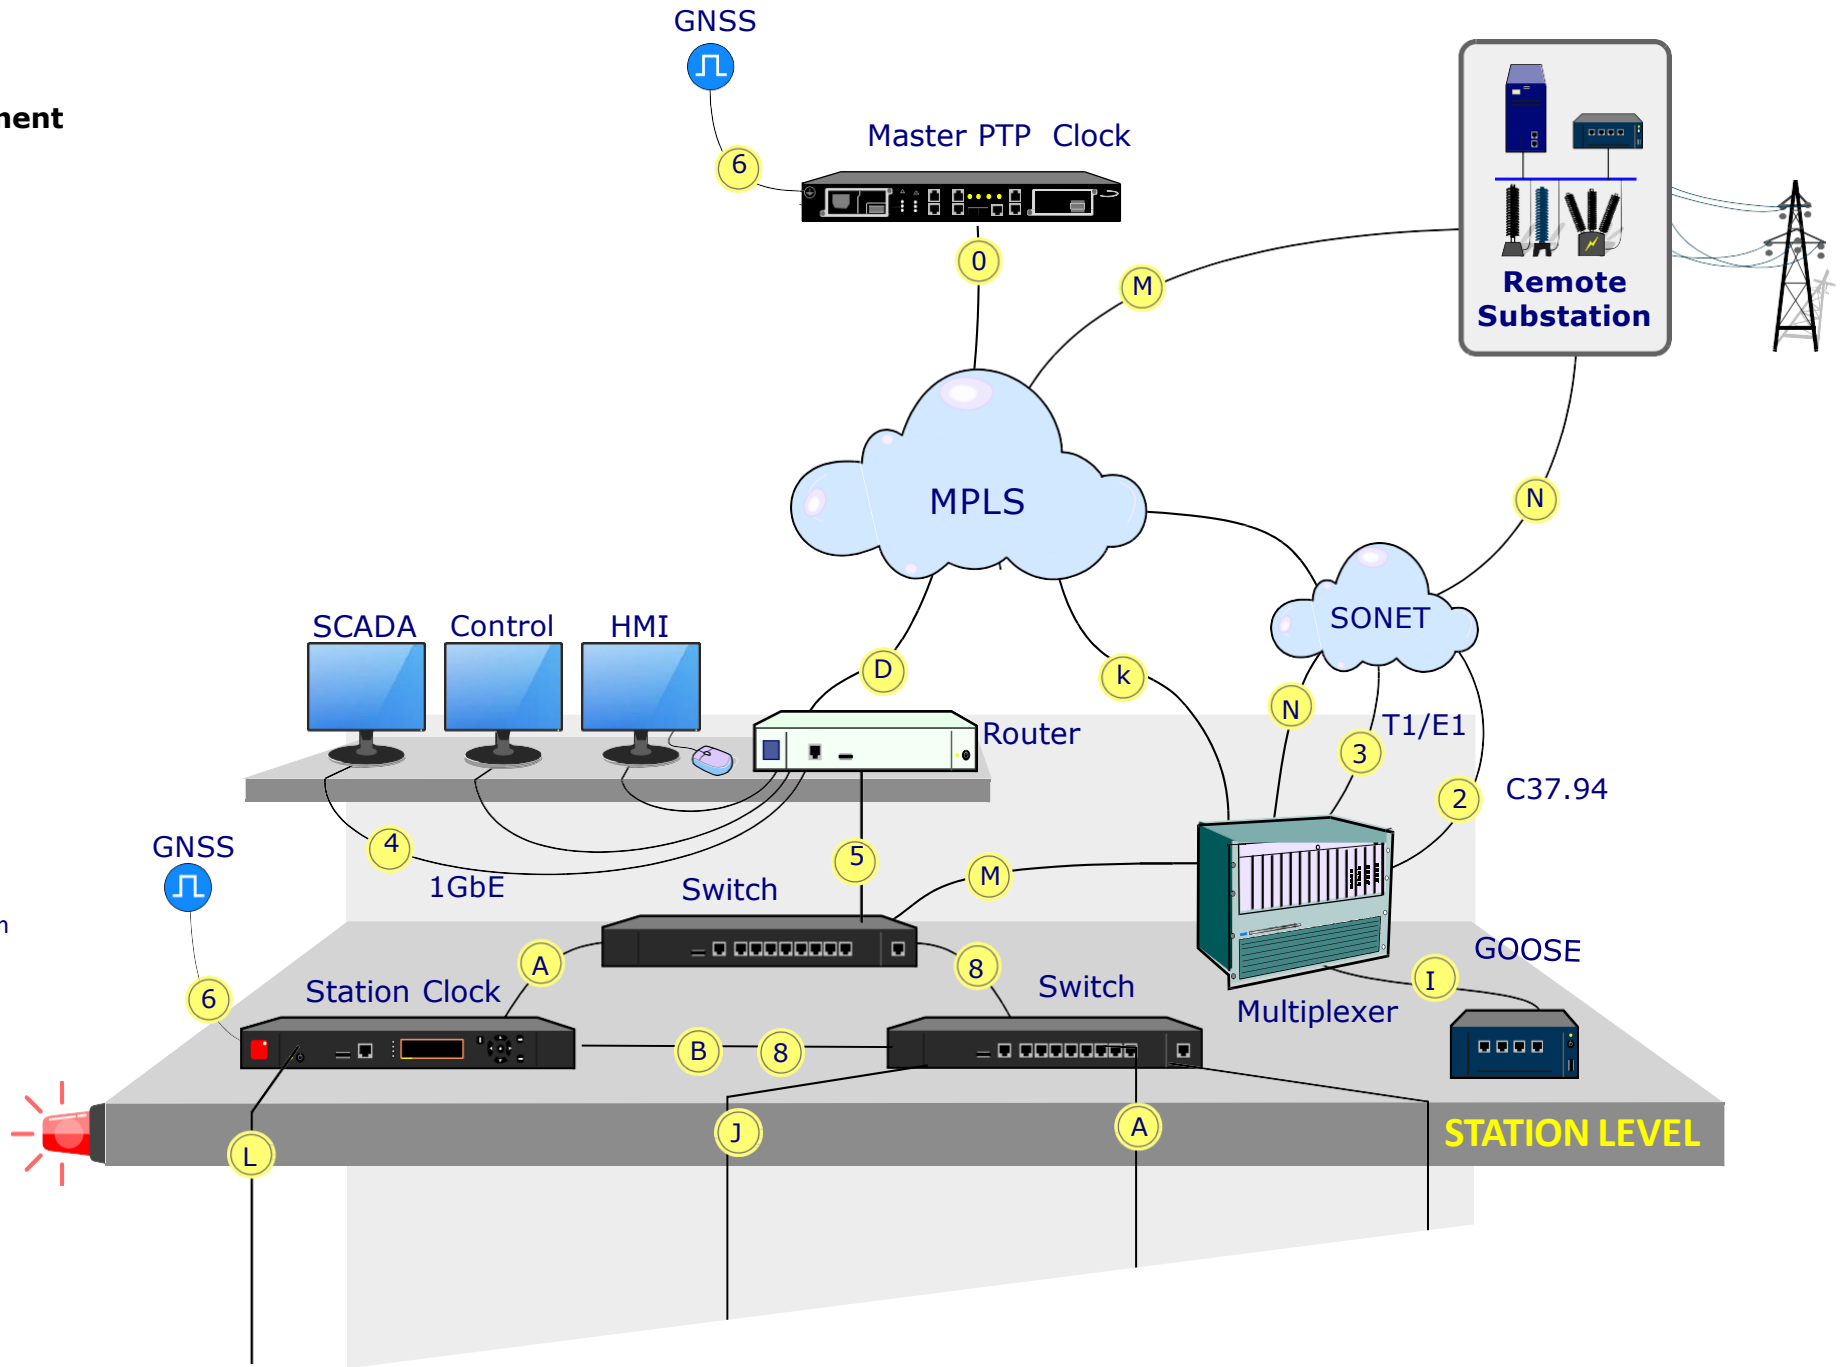 GNSS
nent
Master PTP Clock
6
0
M
Remote
Substation
MPLS
N
SONET
SCADA
Control
HMI
D
k
N
T1/E1
Router
3
2
C37.94
4
5
GNSS
1GbE
Switch
M
n
A
8
GOOSE
I
6
Station Clock
Switch
Multiplexer
B
8
J
A
STATION LEVEL
L